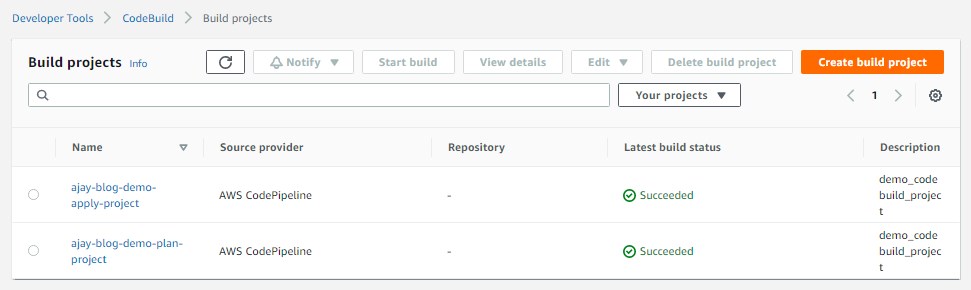 Developer Tools > CodeBuild > Build projects
Build projects Info Notify ▼ Start build View details Edit ▼ Delete build project Create build project
Your projects ▼ < 1 >
Name ▽ Source provider Repository Latest build status Description
ajay-blog-demo-
apply-project
AWS CodePipeline
-
Succeeded
demo_code
build_projec
t
ajay-blog-demo-plan-
project
AWS CodePipeline
-
Succeeded
demo_code
build_projec
t